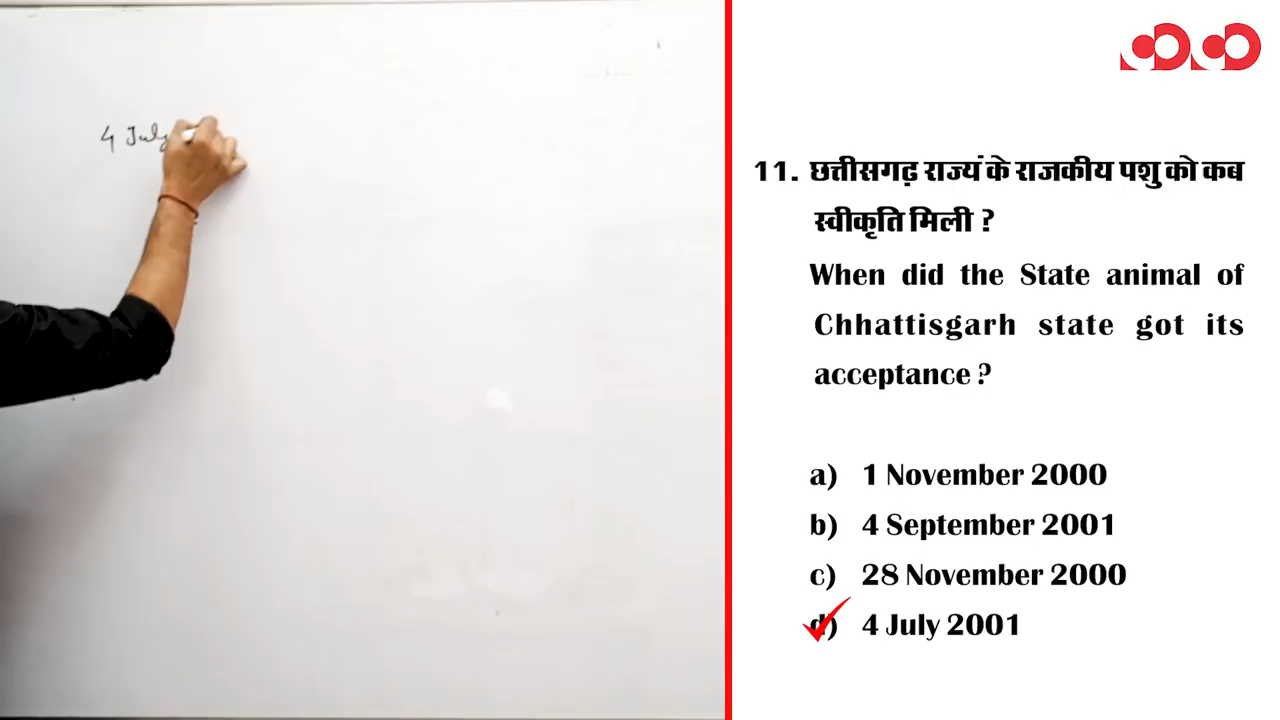 4 July
11. छत्तीसगढ़ राज्यं के राजकीय पशु को कब
स्वीकृति मिली ?
When did the State animal of
Chhattisgarh state got its
acceptance ?
a) 1 November 2000
b) 4 September 2001
c) 28 November 2000
d) 4 July 2001